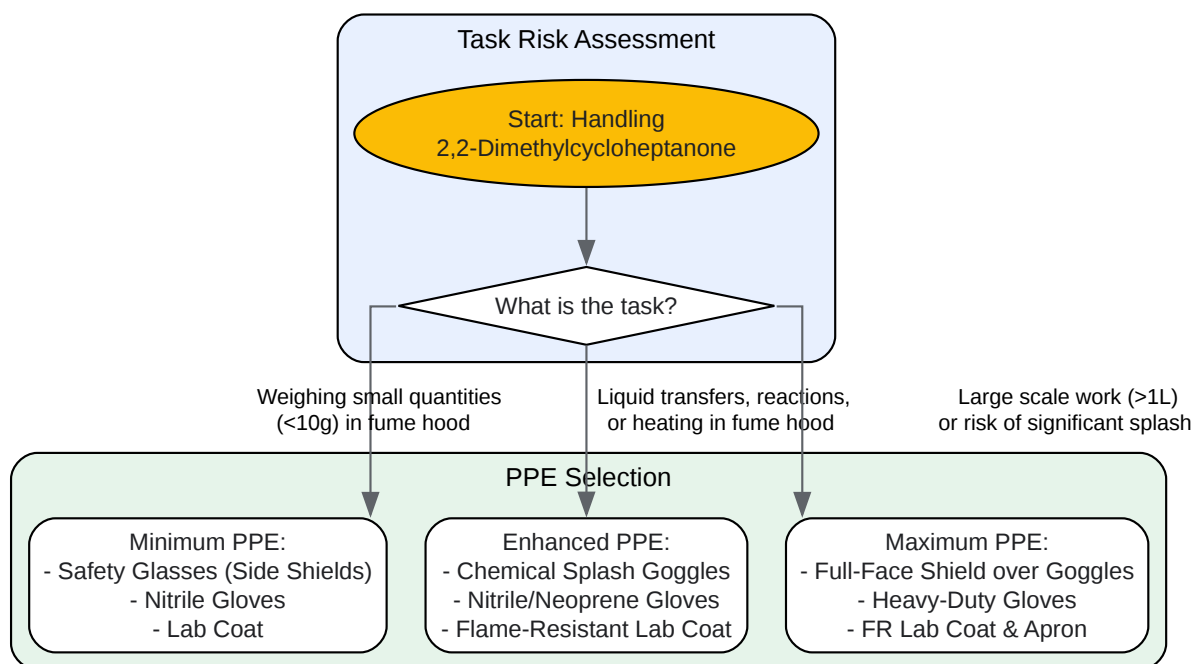 Task Risk Assessment
Start: Handling
2,2-Dimethylcycloheptanone
What is the task?
Weighing small quantities
(<10g) in fume hood
Liquid transfers, reactions,
or heating in fume hood
Large scale work (>1L)
or risk of significant splash
PPE Selection
Minimum PPE:
- Safety Glasses (Side Shields)
- Nitrile Gloves
- Lab Coat
Enhanced PPE:
- Chemical Splash Goggles
- Nitrile/Neoprene Gloves
- Flame-Resistant Lab Coat
Maximum PPE:
- Full-Face Shield over Goggles
- Heavy-Duty Gloves
- FR Lab Coat & Apron